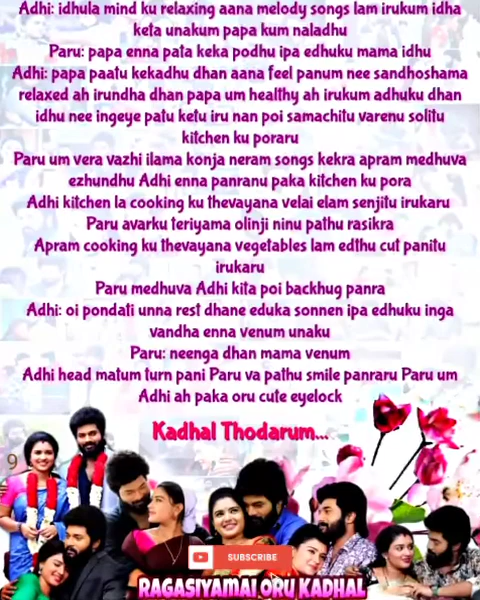 Adhi: idhula mind ku relaxing aana melody songs lam irukum idha
keta unakum papa kum naladhu
Paru: papa enna pata keka podhu ipa edhuku mama idhu
Adhi: papa paatu kekadhu dhan aana feel panum nee sandhoshama
relaxed ah irundha dhan papa um healthy ah irukum adhuku dhan
idhu nee ingeye patu ketu iru nan poi samachitu varenu solitu
kitchen ku poraru
Paru um vera vazhi ilama konja neram songs kekra apram medhuva
ezhundhu Adhi enna panranu paka kitchen ku pora
Adhi kitchen la cooking ku thevayana velai elam senjitu irukaru
Paru avarku teriyama olinji ninu pathu rasikra
Apram cooking ku thevayana vegetables lam edthu cut panitu
irukaru
Paru medhuva Adhi kita poi backhug panra
Adhi: oi pondati unna rest dhane eduka sonnen ipa edhuku inga
vandha enna venum unaku
Paru: neenga dhan mama venum
Adhi head matum turn pani Paru va pathu smile panraru Paru um
Adhi ah paka oru cute eyelock
Kadhal Thodarum...
9
SUBSCRIBE
RAGASIYAMAI ORU KADHAL